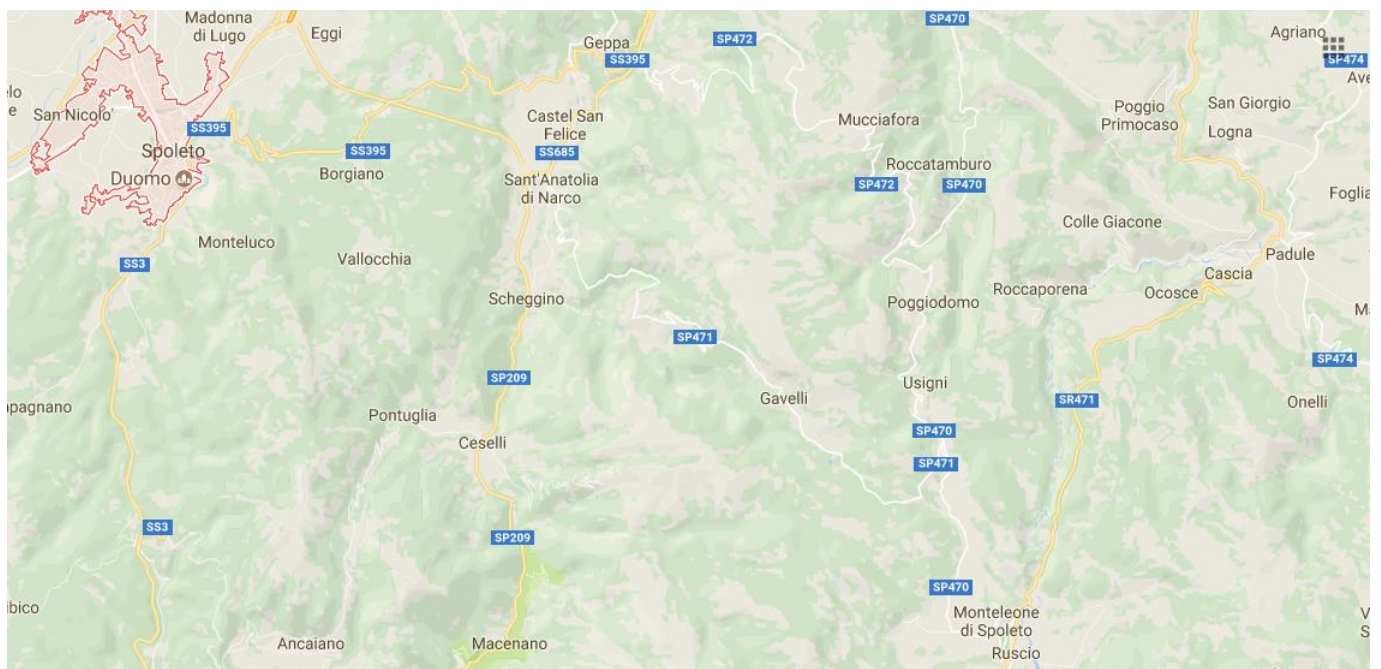 Madonna
di Lugo
Eggi
Geppa
SS395
SP472
SP470
Agriano
SP474
San Nicolo'
SS395
Spoleto
Duomo
SS395
Borgiano
Castel San
Felice
SS685
Sant'Anatolia
di Narco
Mucciafora
Roccatamburo
SP472
SP470
Poggio
Primocaso
San Giorgio
Logna
Colle Giacone
Padule
Cascia
Ocosce
Roccaporena
Monteluco
SS3
Vallocchia
Scheggino
Poggiodomo
SP471
SP474
SP209
Gavelli
Usigni
SR471
Onelli
Pontuglia
Ceselli
SP470
SP471
SS3
SP209
SP470
Monteleone
di Spoleto
Ruscio
Ancaiano
Macenano